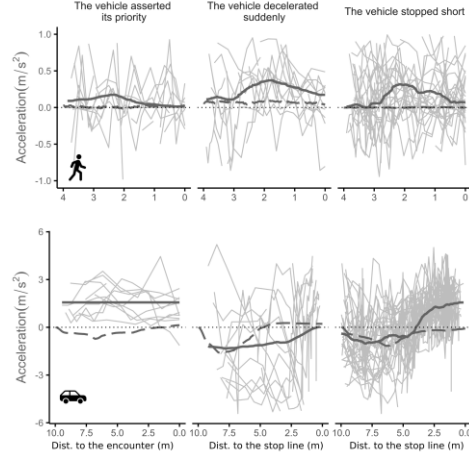 The vehicle asserted
its priority
The vehicle decelerated
suddenly
The vehicle stopped short
Acceleration(m/s²)
1.0
0.5
0.0
-0.5
-1.0
4 3 2 1 0
4 3 2 1 0
4 3 2 1 0
Acceleration(m/s²)
6
3
0
-3
-6
10.0 7.5 5.0 2.5 0.0
10.0 7.5 5.0 2.5 0.0
10.0 7.5 5.0 2.5 0.0
Dist. to the encounter (m)
Dist. to the stop line (m)
Dist. to the stop line (m)